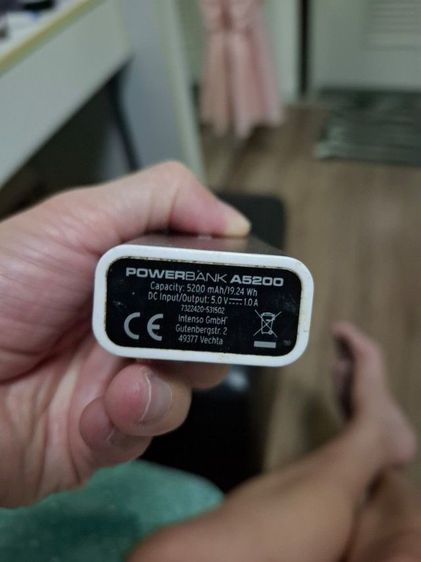 POWERBANK A5200
Capacity: 5200 mAh/19.24 Wh
DC Input/Output: 5.0 V⎓1.0 A
7322420-531502
Intenso GmbH
Gutenbergstr. 2
49377 Vechta
CE